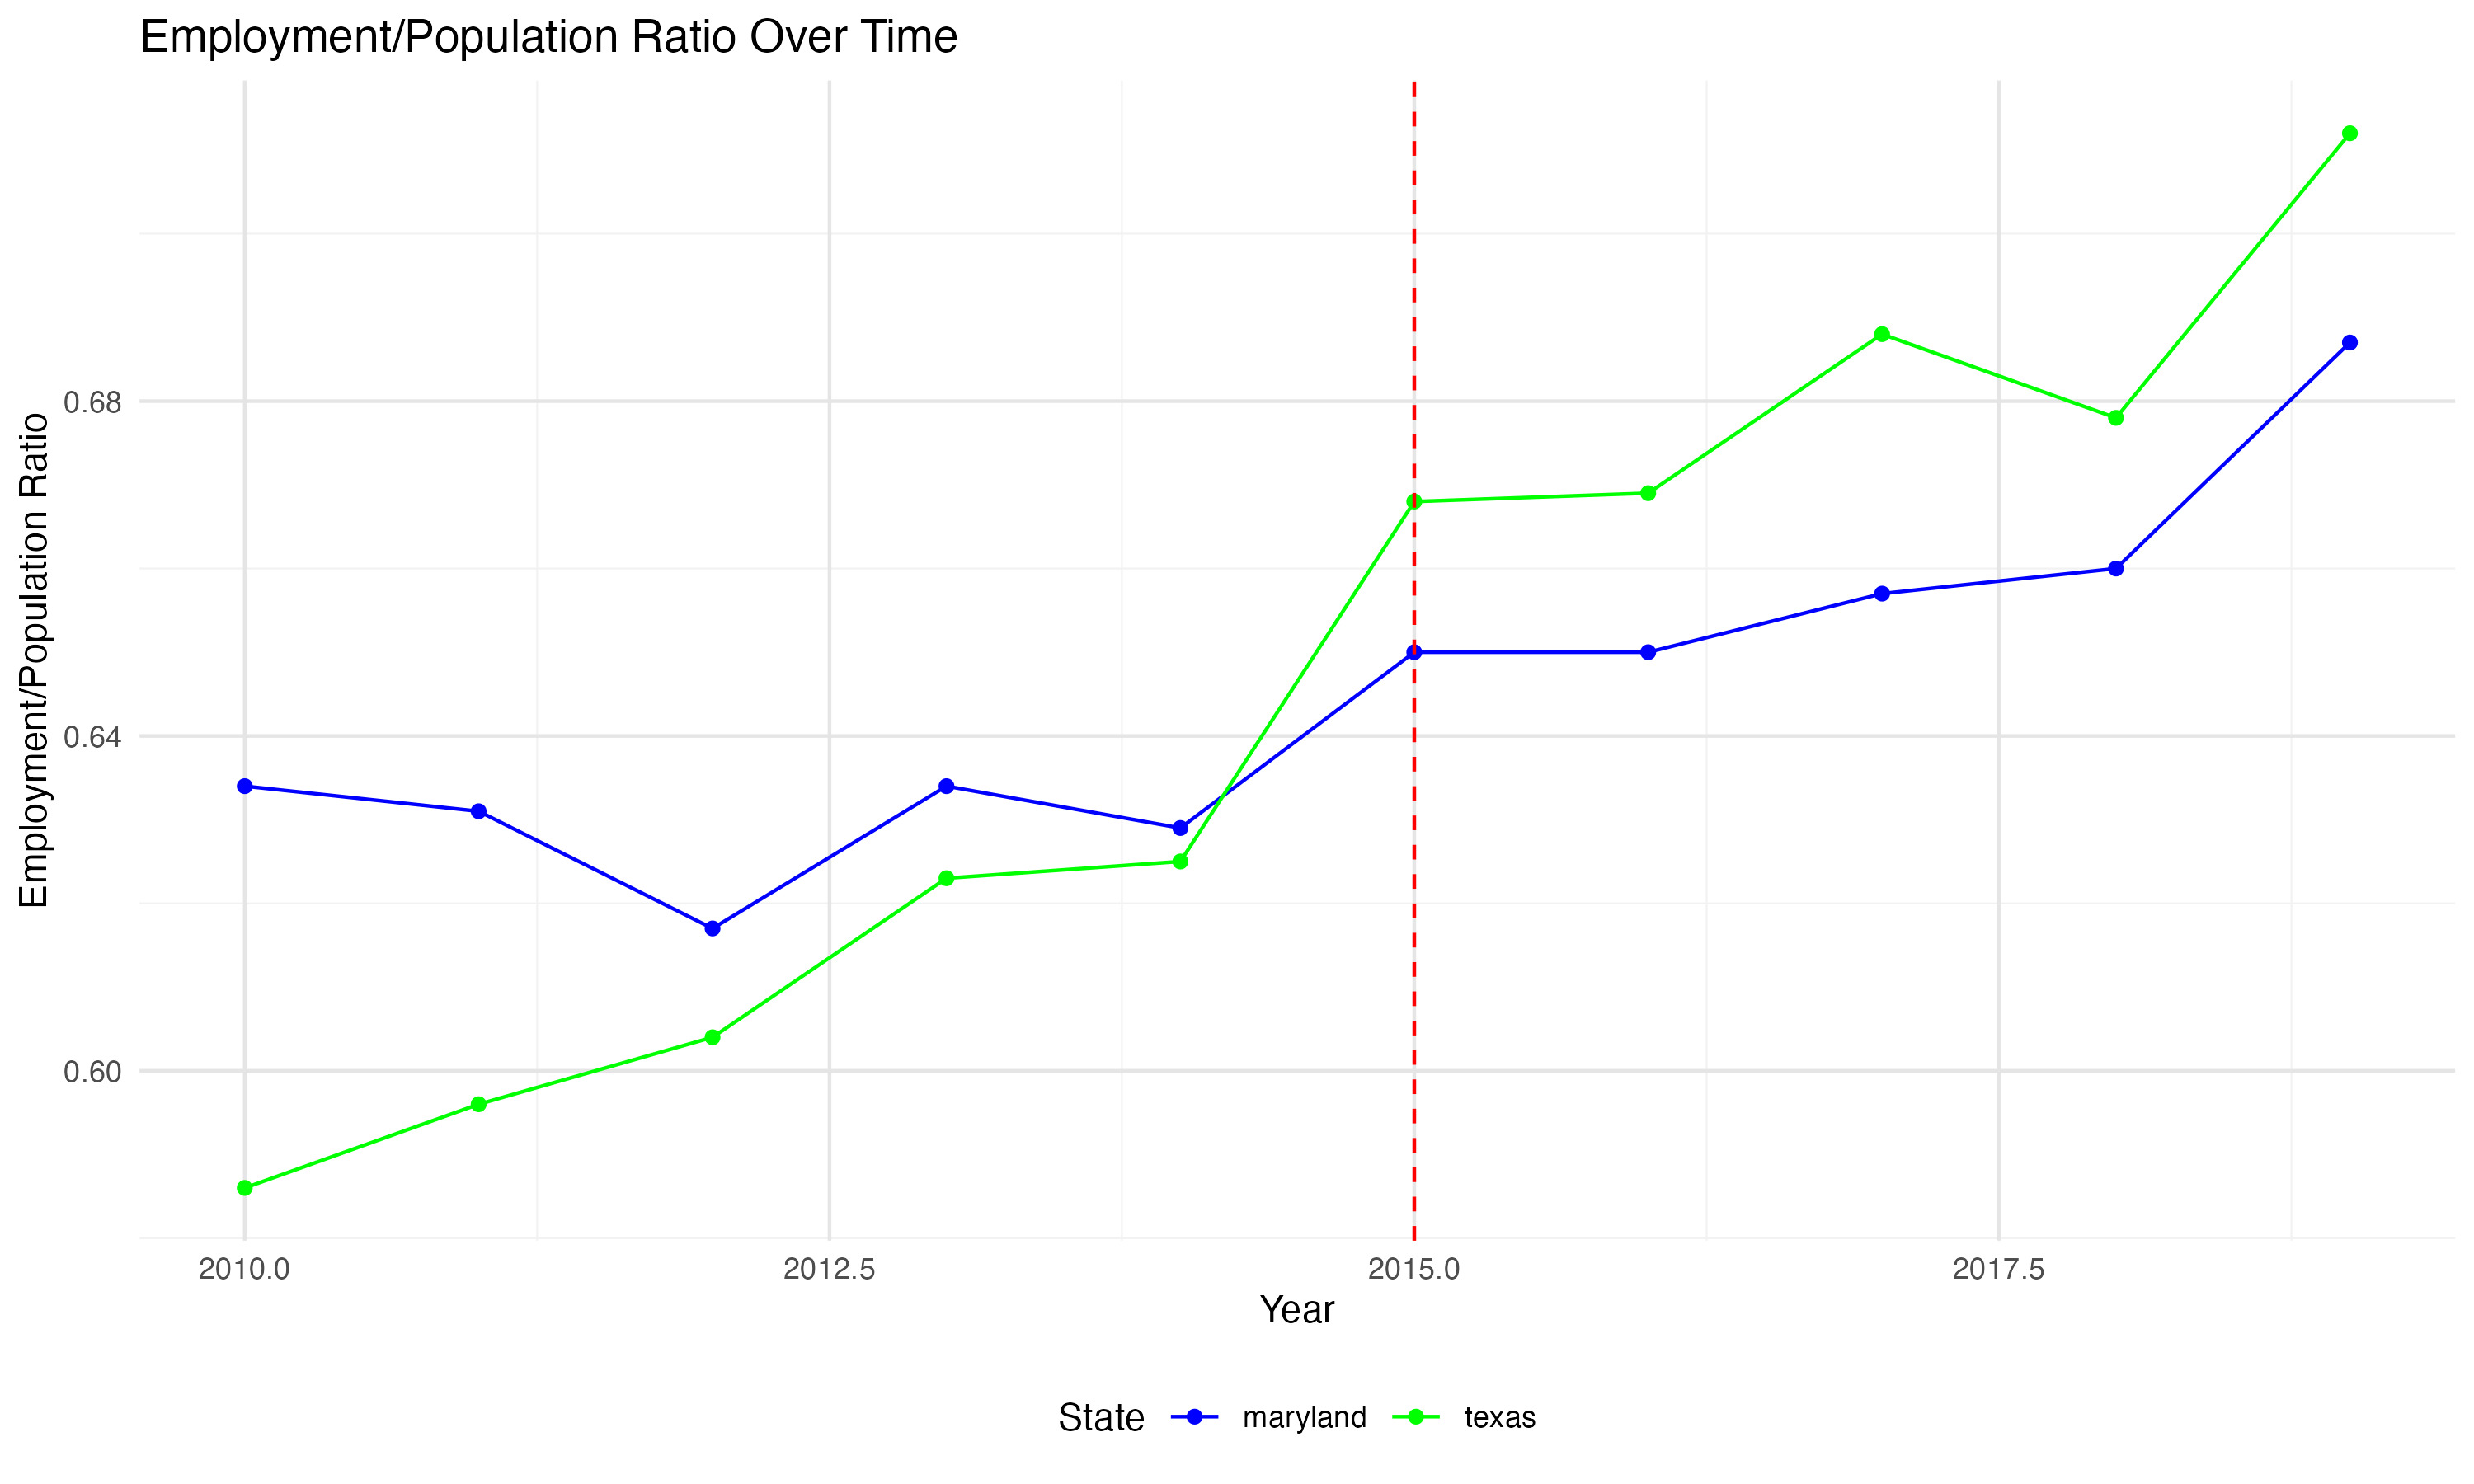 Employment/Population Ratio Over Time
Employment/Population Ratio
0.68
0.64
0.60
2010.0 2012.5 2015.0 2017.5
Year
State maryland texas